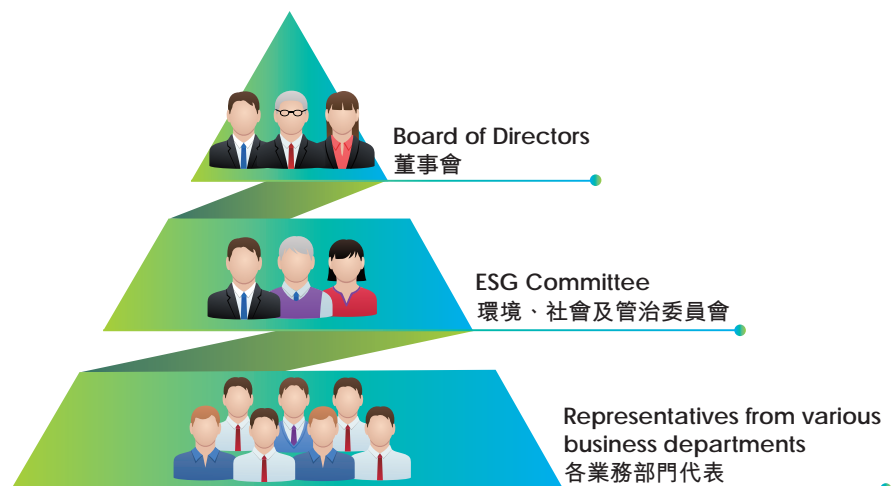 Board of Directors
董事會
ESG Committee
環境、社會及管治委員會
Representatives from various
business departments
各業務部門代表